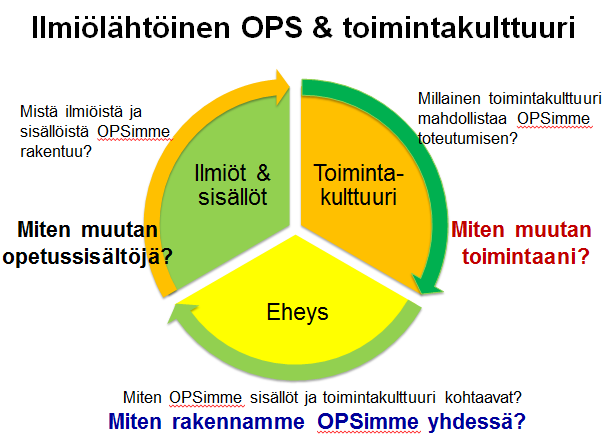 Ilmiölähtöinen OPS & toimintakulttuuri
Mistä ilmiöistä ja
sisällöistä OPSimme
rakentuu?
Millainen toimintakulttuuri
mahdollistaa OPSimme
toteutumisen?
Ilmiöt &
sisällöt
Toiminta-
kulttuuri
Miten muutan
opetussisältöjä?
Miten muutan
toimintaani?
Eheys
Miten OPSimme sisällöt ja toimintakulttuuri kohtaavat?
Miten rakennamme OPSimme yhdessä?